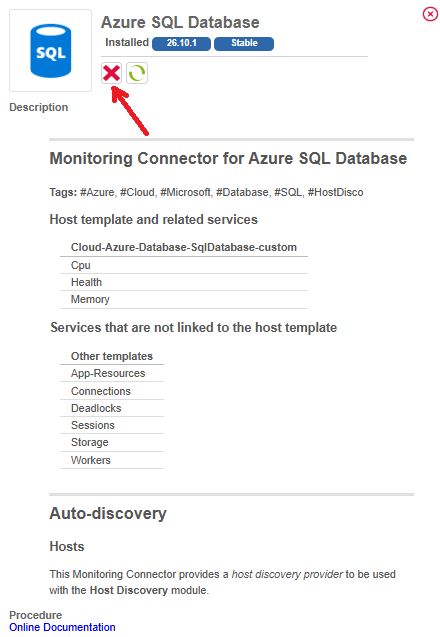 SQL
Azure SQL Database
Installed 26.10.1 Stable
Description
Monitoring Connector for Azure SQL Database
Tags: #Azure, #Cloud, #Microsoft, #Database, #SQL, #HostDisco
Host template and related services
Cloud-Azure-Database-SqlDatabase-custom
Cpu
Health
Memory
Services that are not linked to the host template
Other templates
App-Resources
Connections
Deadlocks
Sessions
Storage
Workers
Auto-discovery
Hosts
This Monitoring Connector provides a host discovery provider to be used
with the Host Discovery module.
Procedure
Online Documentation